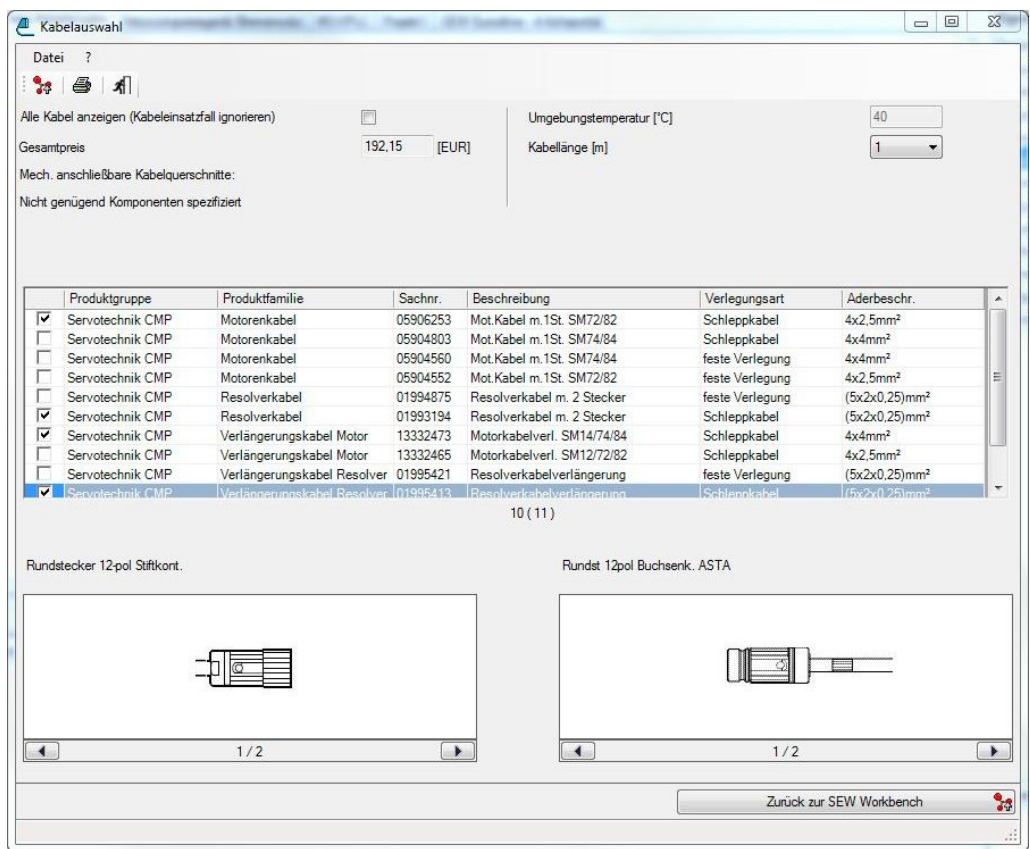 Kabelauswahl
Datei ?
Alle Kabel anzeigen (Kabeleinsatzfall ignorieren)
Umgebungstemperatur [°C] 40
Gesamtpreis 192,15 [EUR]
Kabellänge [m] 1
Mech. anschließbare Kabelquerschnitte:
Nicht genügend Komponenten spezifiziert
Produktgruppe Produktfamilie Sachnr. Beschreibung Verlegungsart Aderbeschr.
Servotechnik CMP Motorenkabel 05906253 Mot.Kabel m.1St. SM72/82 Schleppkabel 4x2,5mm²
Servotechnik CMP Motorenkabel 05904803 Mot.Kabel m.1St. SM74/84 Schleppkabel 4x4mm²
Servotechnik CMP Motorenkabel 05904560 Mot.Kabel m.1St. SM74/84 feste Verlegung 4x4mm²
Servotechnik CMP Motorenkabel 05904552 Mot.Kabel m.1St. SM72/82 feste Verlegung 4x2,5mm²
Servotechnik CMP Resolverkabel 01994875 Resolverkabel m. 2 Stecker feste Verlegung (5x2x0,25)mm²
Servotechnik CMP Resolverkabel 01993194 Resolverkabel m. 2 Stecker Schleppkabel (5x2x0,25)mm²
Servotechnik CMP Verlängerungskabel Motor 13332473 Motorkabelverl. SM14/74/84 Schleppkabel 4x4mm²
Servotechnik CMP Verlängerungskabel Motor 13332465 Motorkabelverl. SM12/72/82 Schleppkabel 4x2,5mm²
Servotechnik CMP Verlängerungskabel Resolver 01995421 Resolverkabelverlängerung feste Verlegung (5x2x0,25)mm²
Servotechnik CMP Verlängerungskabel Resolver 01995413 Resolverkabelverlängerung Schleppkabel (5x2x0,25)mm²
10 ( 11 )
Rundstecker 12-pol Stiftkont.
Rundst 12pol Buchsenk. ASTA
1 / 2
1 / 2
Zurück zur SEW Workbench